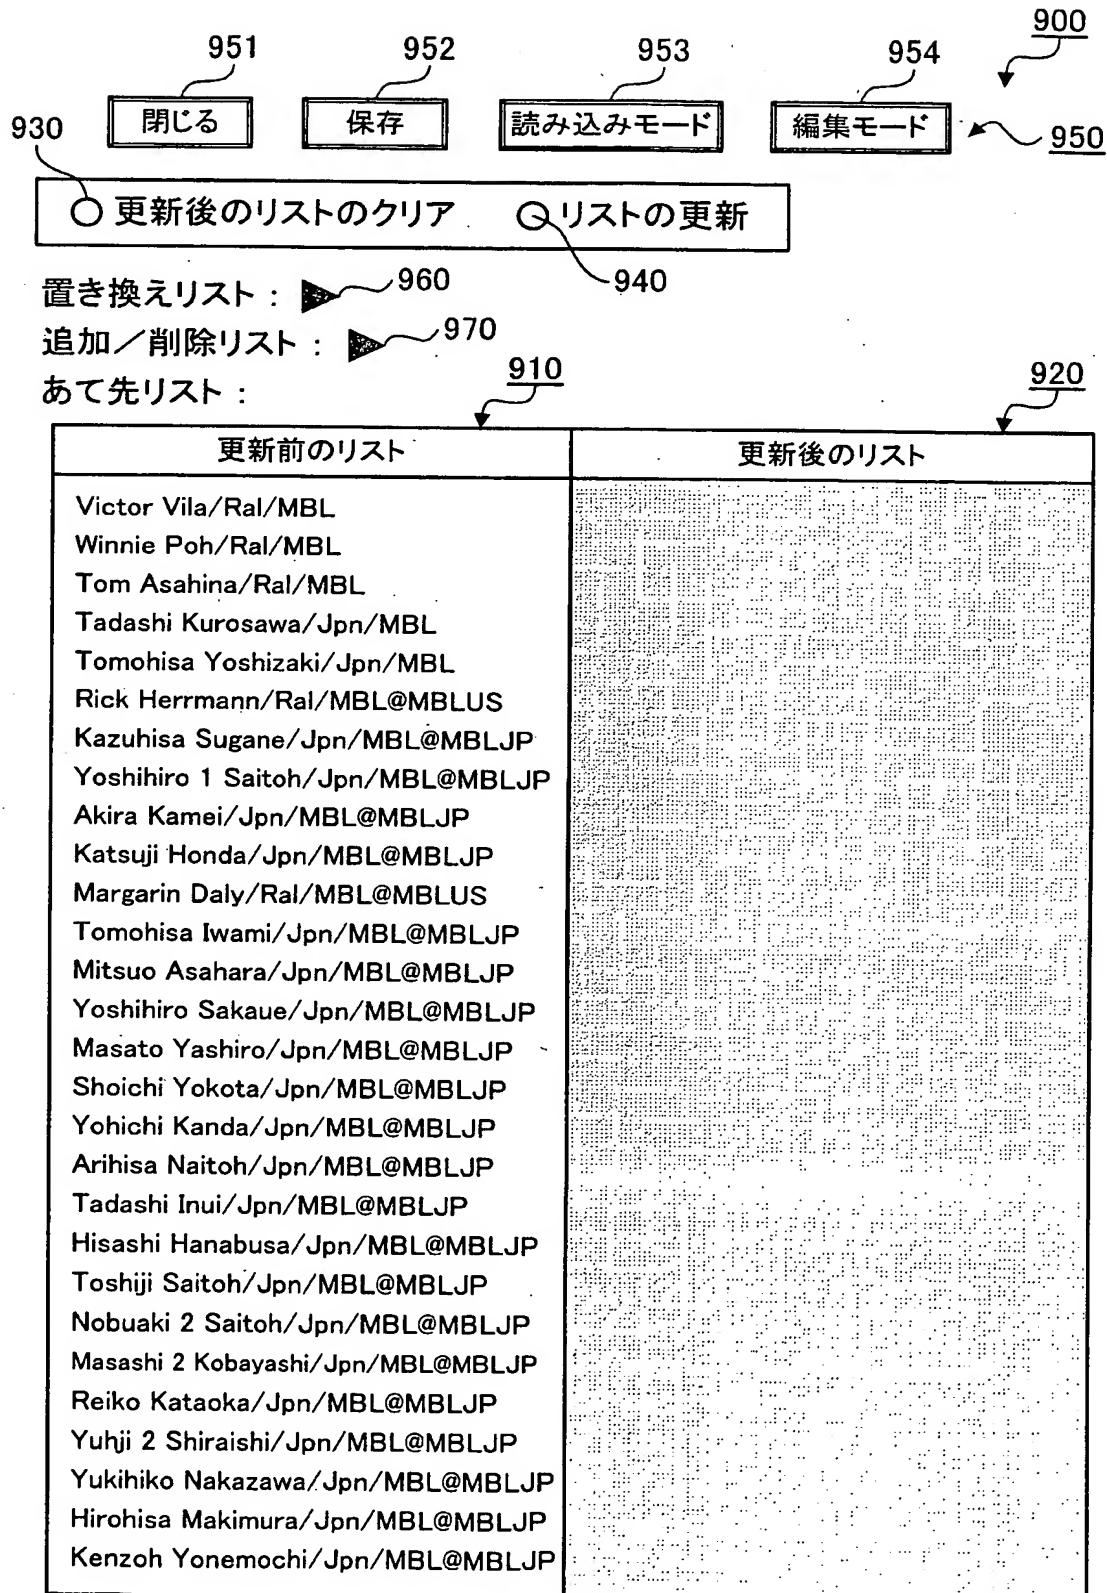 900
951 952 953 954
閉じる 保存 読み込みモード 編集モード 950
930
更新後のリストのクリア リストの更新
940
置き換えリスト： 960
追加／削除リスト： 970
あて先リスト：
910 920
更新前のリスト 更新後のリスト
Victor Vila/Ral/MBL
Winnie Poh/Ral/MBL
Tom Asahina/Ral/MBL
Tadashi Kurosawa/Jpn/MBL
Tomohisa Yoshizaki/Jpn/MBL
Rick Herrmann/Ral/MBL@MBLUS
Kazuhisa Sugane/Jpn/MBL@MBLJP
Yoshihiro 1 Saitoh/Jpn/MBL@MBLJP
Akira Kamei/Jpn/MBL@MBLJP
Katsuji Honda/Jpn/MBL@MBLJP
Margarin Daly/Ral/MBL@MBLUS
Tomohisa Iwami/Jpn/MBL@MBLJP
Mitsuo Asahara/Jpn/MBL@MBLJP
Yoshihiro Sakaue/Jpn/MBL@MBLJP
Masato Yashiro/Jpn/MBL@MBLJP
Shoichi Yokota/Jpn/MBL@MBLJP
Yohichi Kanda/Jpn/MBL@MBLJP
Arihisa Naitoh/Jpn/MBL@MBLJP
Tadashi Inui/Jpn/MBL@MBLJP
Hisashi Hanabusa/Jpn/MBL@MBLJP
Toshiji Saitoh/Jpn/MBL@MBLJP
Nobuaki 2 Saitoh/Jpn/MBL@MBLJP
Masashi 2 Kobayashi/Jpn/MBL@MBLJP
Reiko Kataoka/Jpn/MBL@MBLJP
Yuhji 2 Shiraishi/Jpn/MBL@MBLJP
Yukihiko Nakazawa/Jpn/MBL@MBLJP
Hirohisa Makimura/Jpn/MBL@MBLJP
Kenzoh Yonemochi/Jpn/MBL@MBLJP